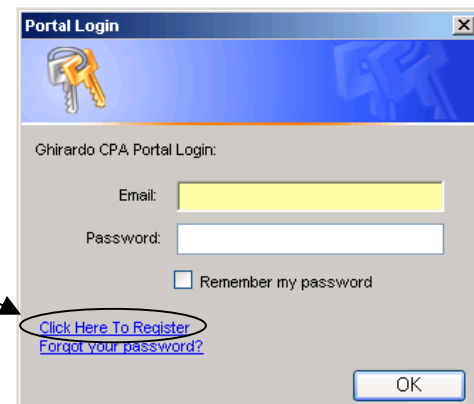 Portal Login
Ghirardo CPA Portal Login:
Email:
Password:
Remember my password
Click Here To Register
Forgot your password?
OK